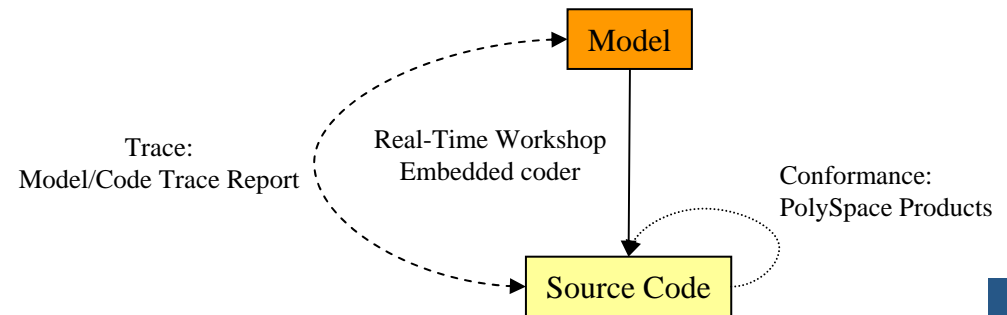 Model
Trace:
Model/Code Trace Report
Real-Time Workshop
Embedded coder
Conformance:
PolySpace Products
Source Code